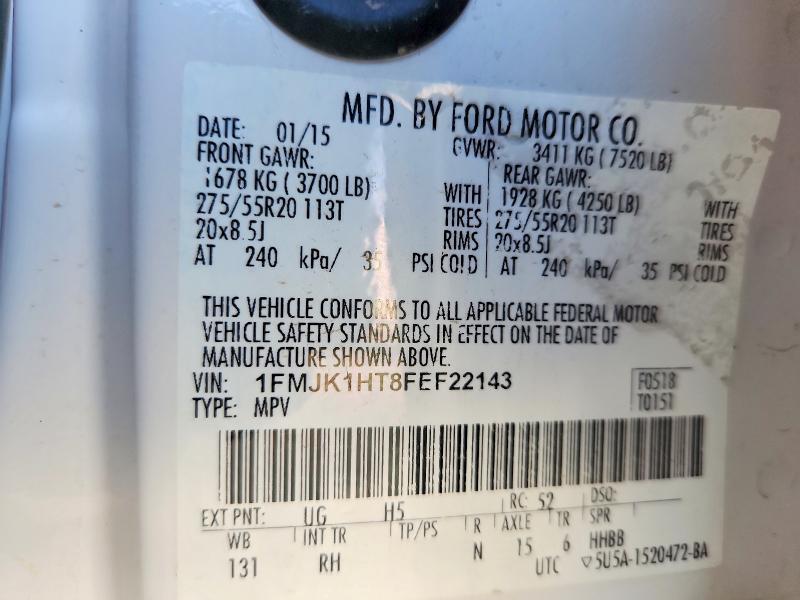 MFD. BY FORD MOTOR CO.
DATE: 01/15 GVWR: 3411 KG ( 7520 LB)
FRONT GAWR: REAR GAWR:
1678 KG ( 3700 LB) WITH 1928 KG ( 4250 LB) WITH
275/55R20 113T TIRES 275/55R20 113T TIRES
20x8.5J RIMS 20x8.5J RIMS
AT 240 kPa/ 35 PSI COLD AT 240 kPa/ 35 PSI COLD
THIS VEHICLE CONFORMS TO ALL APPLICABLE FEDERAL MOTOR
VEHICLE SAFETY STANDARDS IN EFFECT ON THE DATE OF
MANUFACTURE SHOWN ABOVE.
VIN: 1FMJK1HT8FEF22143 F0518
TYPE: MPV T0151
EXT PNT: UG H5 RC: 52 DSO:
WB INT TR TP/PS R AXLE TR SPR
131 RH N 15 6 HHBB
UTC ▽5U5A-1520472-BA